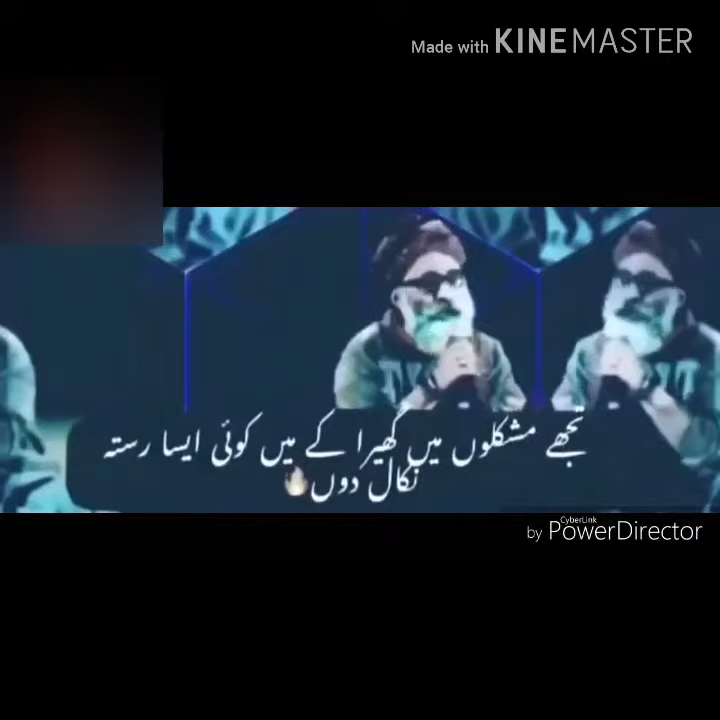 Made with KINEMASTER
تجھے مشکلوں میں گھیرا کے میں کوئی ایسا رستہ
نکال دوں🔥
CyberLink
by PowerDirector